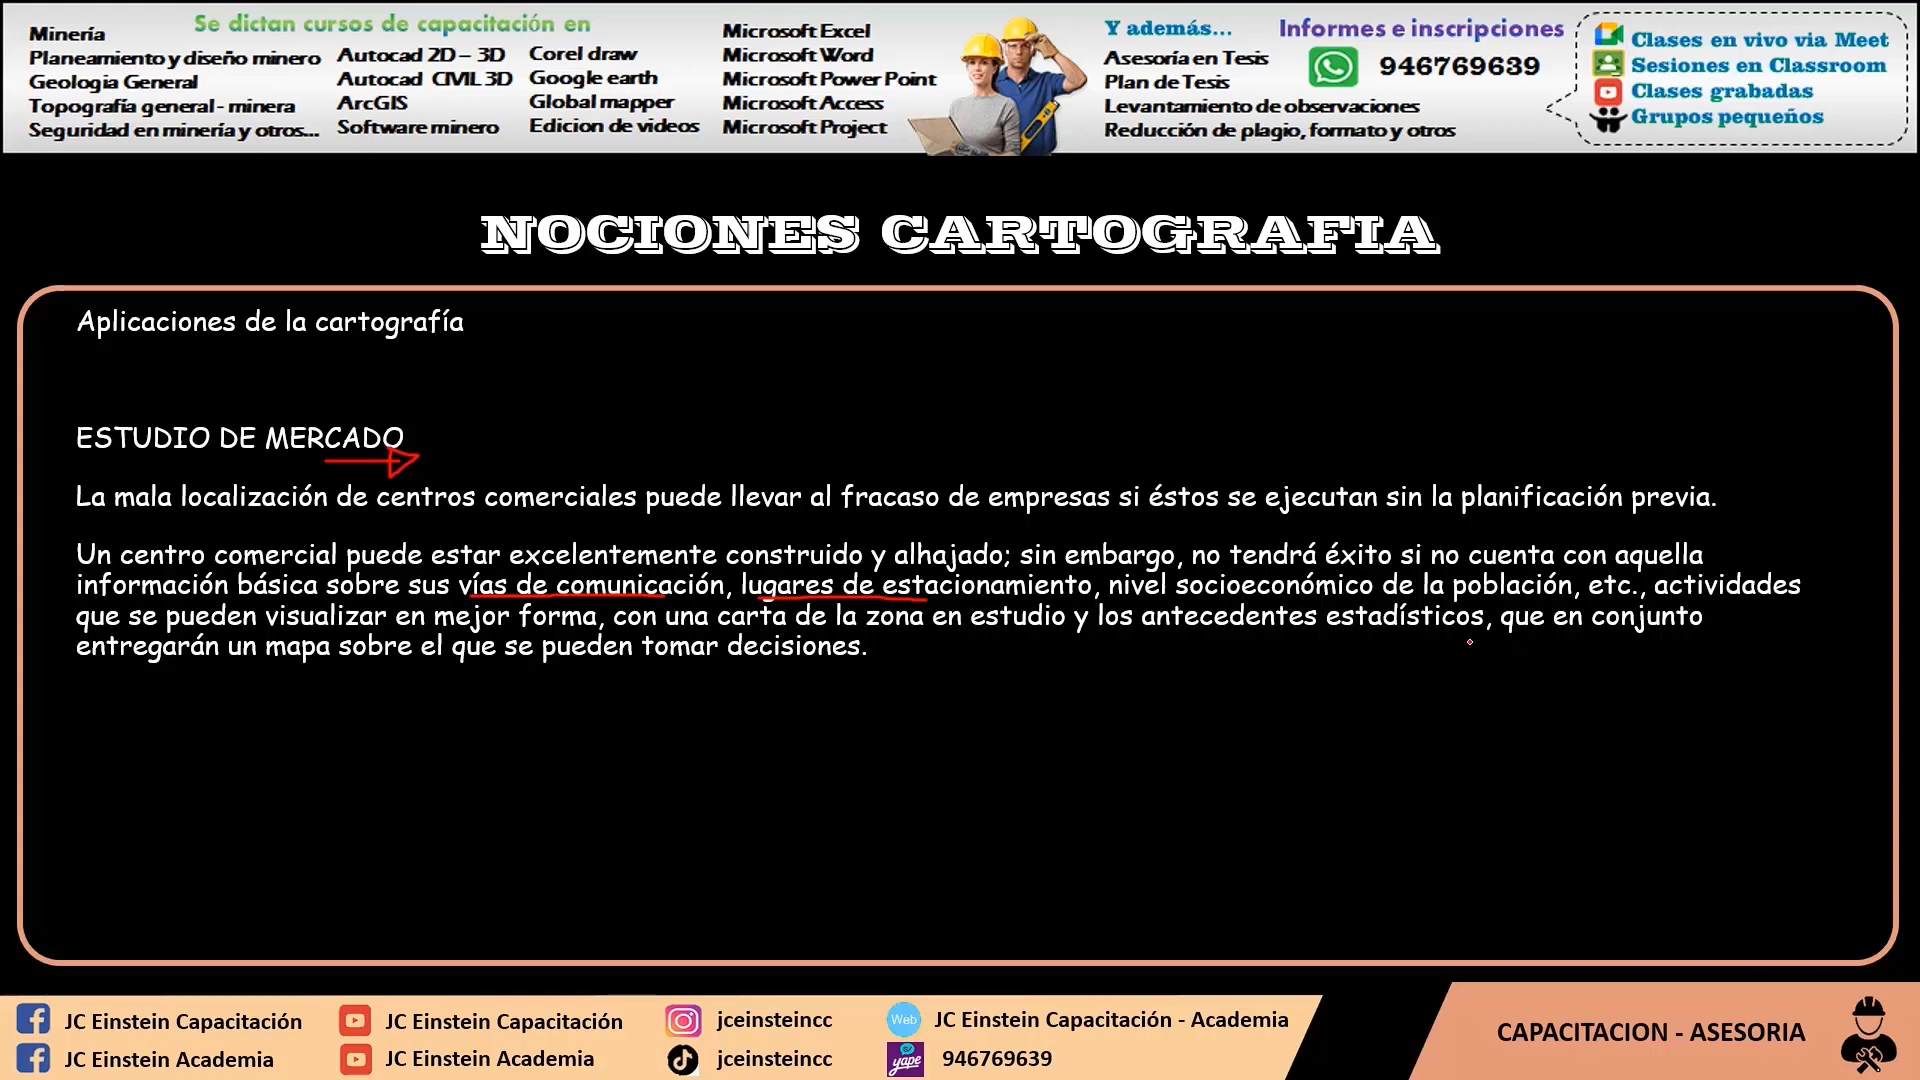 Se dictan cursos de capacitación en
Minería
Planeamiento y diseño minero
Geologia General
Topografía general - minera
Seguridad en minería y otros...
Autocad 2D – 3D
Autocad CIVIL 3D
ArcGIS
Software minero
Corel draw
Google earth
Global mapper
Edicion de videos
Microsoft Excel
Microsoft Word
Microsoft Power Point
Microsoft Access
Microsoft Project
Y además...
Asesoría en Tesis
Plan de Tesis
Levantamiento de observaciones
Reducción de plagio, formato y otros
Informes e inscripciones
946769639
Clases en vivo via Meet
Sesiones en Classroom
Clases grabadas
Grupos pequeños
NOCIONES CARTOGRAFIA
Aplicaciones de la cartografía
ESTUDIO DE MERCADO
La mala localización de centros comerciales puede llevar al fracaso de empresas si éstos se ejecutan sin la planificación previa.
Un centro comercial puede estar excelentemente construido y alhajado; sin embargo, no tendrá éxito si no cuenta con aquella
información básica sobre sus vías de comunicación, lugares de estacionamiento, nivel socioeconómico de la población, etc., actividades
que se pueden visualizar en mejor forma, con una carta de la zona en estudio y los antecedentes estadísticos, que en conjunto
entregarán un mapa sobre el que se pueden tomar decisiones.
JC Einstein Capacitación
JC Einstein Academia
JC Einstein Capacitación
JC Einstein Academia
jceinsteincc
jceinsteincc
Web
JC Einstein Capacitación - Academia
yape
946769639
CAPACITACION - ASESORIA